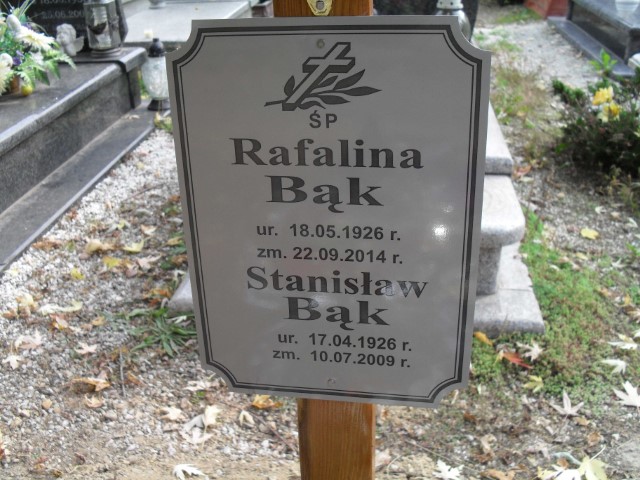 ŚP
Rafalina
Bąk
ur. 18.05.1926 r.
zm. 22.09.2014 r.
Stanisław
Bąk
ur. 17.04.1926 r.
zm. 10.07.2009 r.